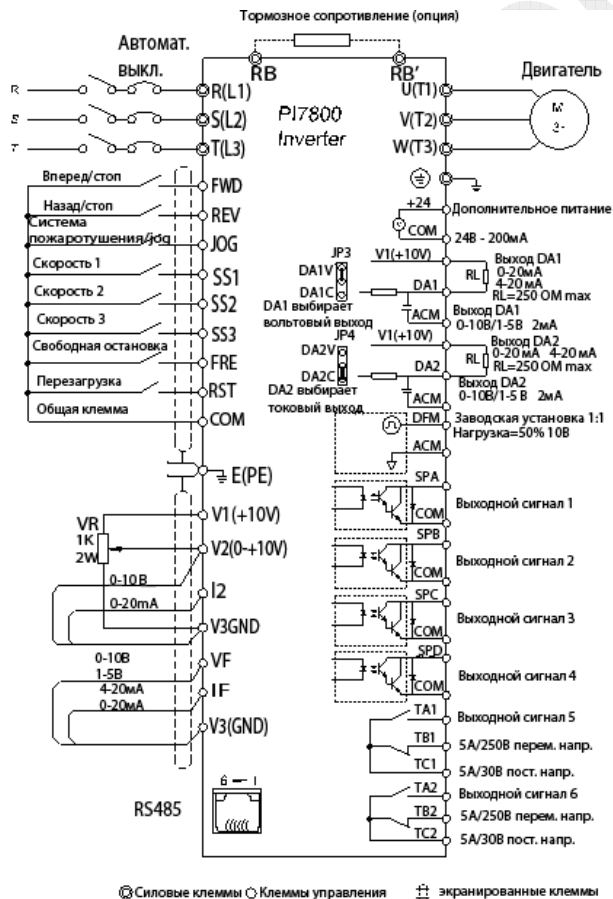 Тормозное сопротивление (опция)
Автомат.
выкл.
RB
RB'
Двигатель
R
S
T
R(L1)
S(L2)
T(L3)
PI7800
Inverter
U(T1)
V(T2)
W(T3)
M
Вперед/стоп
FWD
Назад/стоп
REV
Система
пожаротушения/jog
JOG
Скорость 1
SS1
Скорость 2
SS2
Скорость 3
SS3
Свободная остановка
FRE
Перезагрузка
RST
Общая клемма
COM
E(PE)
VR
1K
2W
V1(+10V)
V2(0-+10V)
0-10В
I2
0-20mA
V3GND
0-10В
VF
1-5В
4-20мА
IF
0-20мА
V3(GND)
RS485
6 — 1
+24
Дополнительное питание
COM
24В - 200мА
JP3
DA1V
DA1C
DA1 выбирает
вольтовый выход
V1(+10V)
DA1
ACM
RL
Выход DA1
0-20мА
4-20 мА
RL=250 ОМ max
Выход DA1
0-10В/1-5В 2мА
JP4
DA2V
DA2C
DA2 выбирает
токовый выход
V1(+10V)
DA2
ACM
RL
Выход DA2
0-20 мА 4-20 мА
RL=250 ОМ max
Выход DA2
0-10В/1-5 В 2мА
DFM
Заводская установка 1:1
Нагрузка=50% 10В
ACM
SPA
COM
Выходной сигнал 1
SPB
COM
Выходной сигнал 2
SPC
COM
Выходной сигнал 3
SPD
COM
Выходной сигнал 4
TA1
Выходной сигнал 5
TB1
5А/250В перем. напр.
TC1
5А/30В пост. напр.
TA2
Выходной сигнал 6
TB2
5А/250В перем. напр.
TC2
5А/30В пост. напр.
Силовые клеммы
Клеммы управления
экранированные клеммы